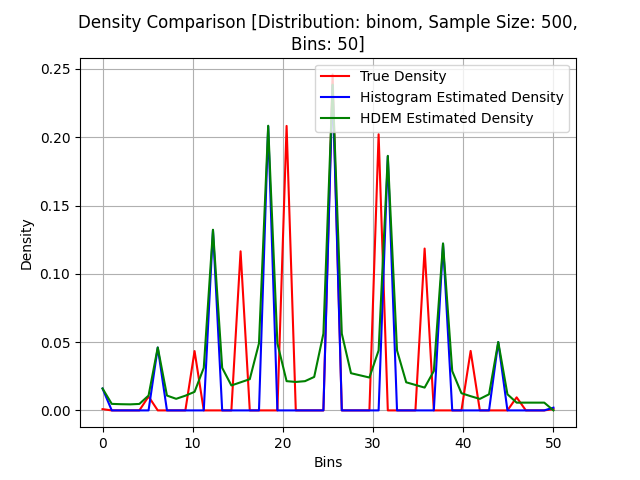 Density Comparison [Distribution: binom, Sample Size: 500,
Bins: 50]
True Density
Histogram Estimated Density
HDEM Estimated Density
0.25
0.20
0.15
0.10
0.05
0.00
Density
0 10 20 30 40 50
Bins